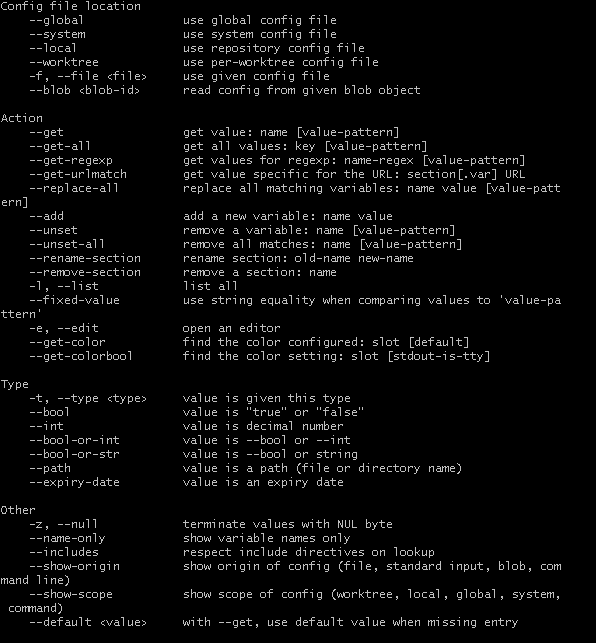 Config file location
    --global              use global config file
    --system              use system config file
    --local               use repository config file
    --worktree            use per-worktree config file
    -f, --file <file>     use given config file
    --blob <blob-id>      read config from given blob object

Action
    --get                 get value: name [value-pattern]
    --get-all             get all values: key [value-pattern]
    --get-regexp          get values for regexp: name-regex [value-pattern]
    --get-urlmatch        get value specific for the URL: section[.var] URL
    --replace-all         replace all matching variables: name value [value-patt
ern]
    --add                 add a new variable: name value
    --unset               remove a variable: name [value-pattern]
    --unset-all           remove all matches: name [value-pattern]
    --rename-section      rename section: old-name new-name
    --remove-section      remove a section: name
    -l, --list            list all
    --fixed-value         use string equality when comparing values to 'value-pa
ttern'
    -e, --edit            open an editor
    --get-color           find the color configured: slot [default]
    --get-colorbool       find the color setting: slot [stdout-is-tty]

Type
    -t, --type <type>     value is given this type
    --bool                value is "true" or "false"
    --int                 value is decimal number
    --bool-or-int         value is --bool or --int
    --bool-or-str         value is --bool or string
    --path                value is a path (file or directory name)
    --expiry-date         value is an expiry date

Other
    -z, --null            terminate values with NUL byte
    --name-only           show variable names only
    --includes            respect include directives on lookup
    --show-origin         show origin of config (file, standard input, blob, com
mand line)
    --show-scope          show scope of config (worktree, local, global, system,
 command)
    --default <value>     with --get, use default value when missing entry